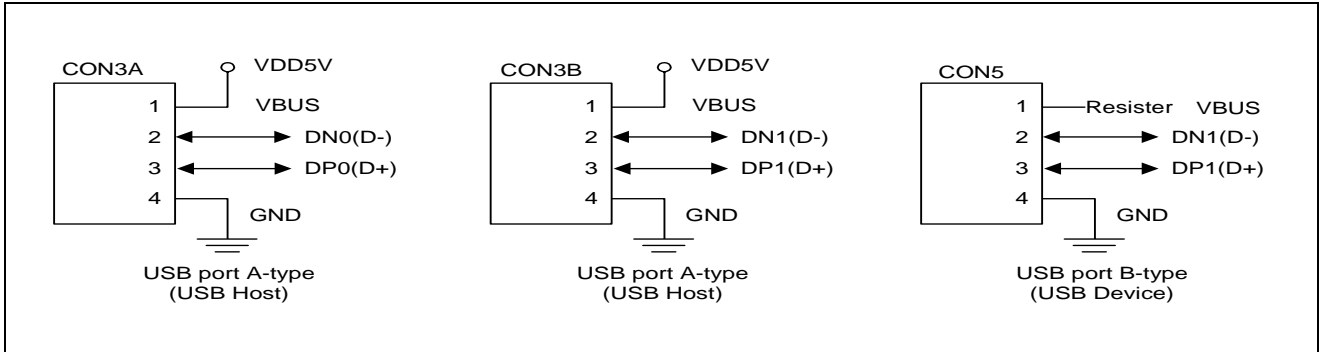 CON3A
VDD5V
1 VBUS
2 DN0(D-)
3 DP0(D+)
4
GND
USB port A-type
(USB Host)
CON3B
VDD5V
1 VBUS
2 DN1(D-)
3 DP1(D+)
4
GND
USB port A-type
(USB Host)
CON5
1 Resister VBUS
2 DN1(D-)
3 DP1(D+)
4
GND
USB port B-type
(USB Device)